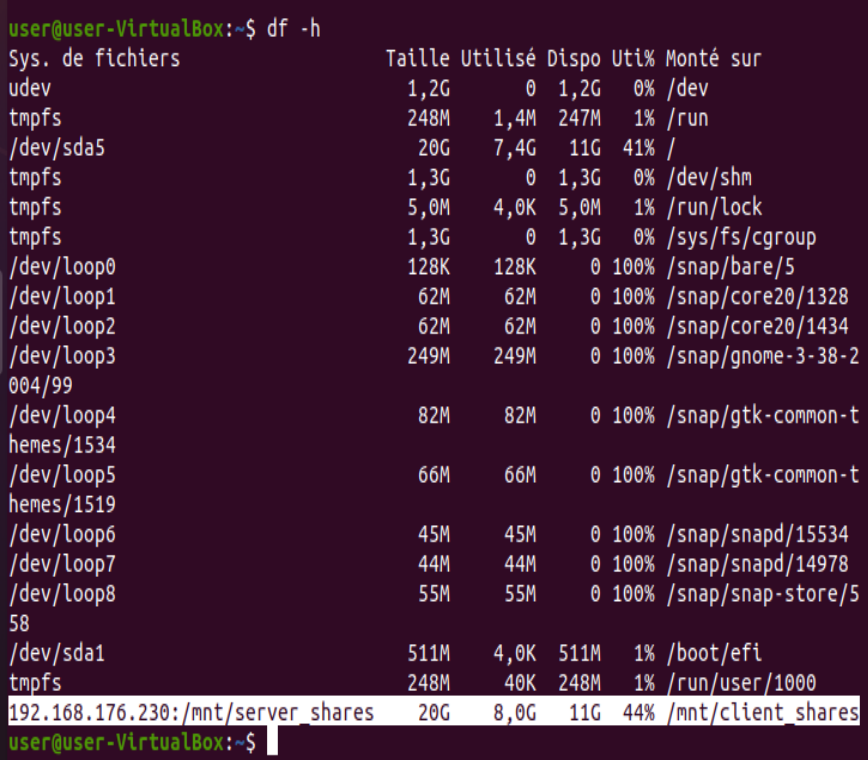 user@user-VirtualBox:~$ df -h
Sys. de fichiers Taille Utilisé Dispo Uti% Monté sur
udev 1,2G 0 1,2G 0% /dev
tmpfs 248M 1,4M 247M 1% /run
/dev/sda5 20G 7,4G 11G 41% /
tmpfs 1,3G 0 1,3G 0% /dev/shm
tmpfs 5,0M 4,0K 5,0M 1% /run/lock
tmpfs 1,3G 0 1,3G 0% /sys/fs/cgroup
/dev/loop0 128K 128K 0 100% /snap/bare/5
/dev/loop1 62M 62M 0 100% /snap/core20/1328
/dev/loop2 62M 62M 0 100% /snap/core20/1434
/dev/loop3 249M 249M 0 100% /snap/gnome-3-38-2
004/99
/dev/loop4 82M 82M 0 100% /snap/gtk-common-t
hemes/1534
/dev/loop5 66M 66M 0 100% /snap/gtk-common-t
hemes/1519
/dev/loop6 45M 45M 0 100% /snap/snapd/15534
/dev/loop7 44M 44M 0 100% /snap/snapd/14978
/dev/loop8 55M 55M 0 100% /snap/snap-store/5
58
/dev/sda1 511M 4,0K 511M 1% /boot/efi
tmpfs 248M 40K 248M 1% /run/user/1000
192.168.176.230:/mnt/server_shares 20G 8,0G 11G 44% /mnt/client_shares
user@user-VirtualBox:~$